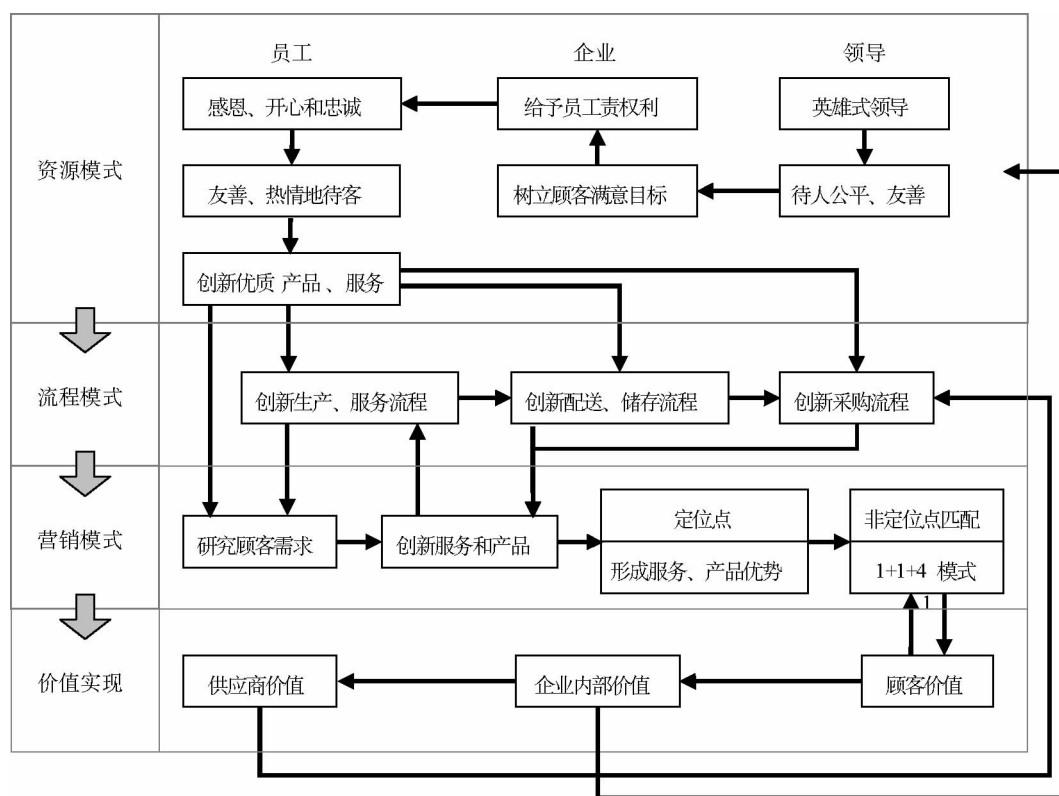 员工
企业
领导
感恩、开心和忠诚
给予员工责权利
英雄式领导
资源模式
友善、热情地待客
树立顾客满意目标
待人公平、友善
创新优质 产品 、服务
流程模式
创新生产、服务流程
创新配送、储存流程
创新采购流程
营销模式
研究顾客需求
创新服务和产品
定位点
形成服务、产品优势
非定位点匹配
1+1+4 模式
1
价值实现
供应商价值
企业内部价值
顾客价值